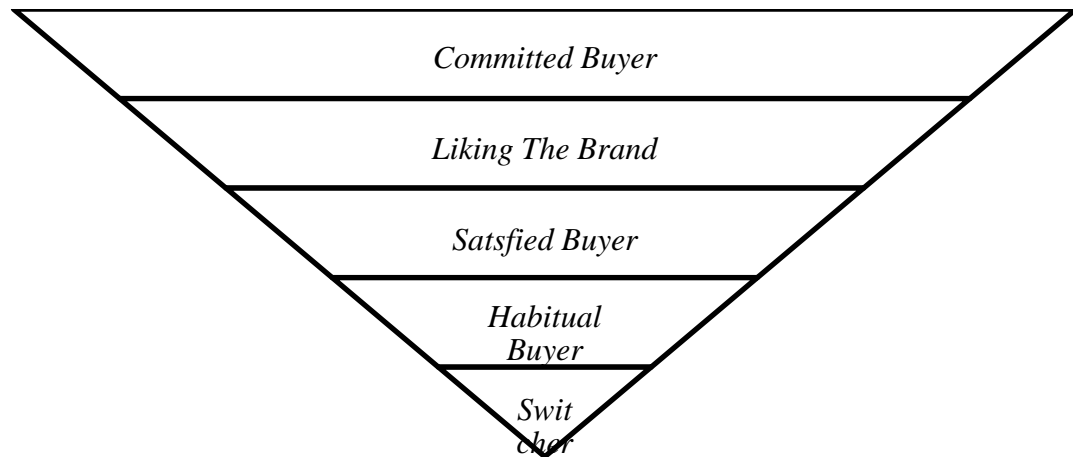 Committed Buyer
Liking The Brand
Satsfied Buyer
Habitual
Buyer
Swit
cher